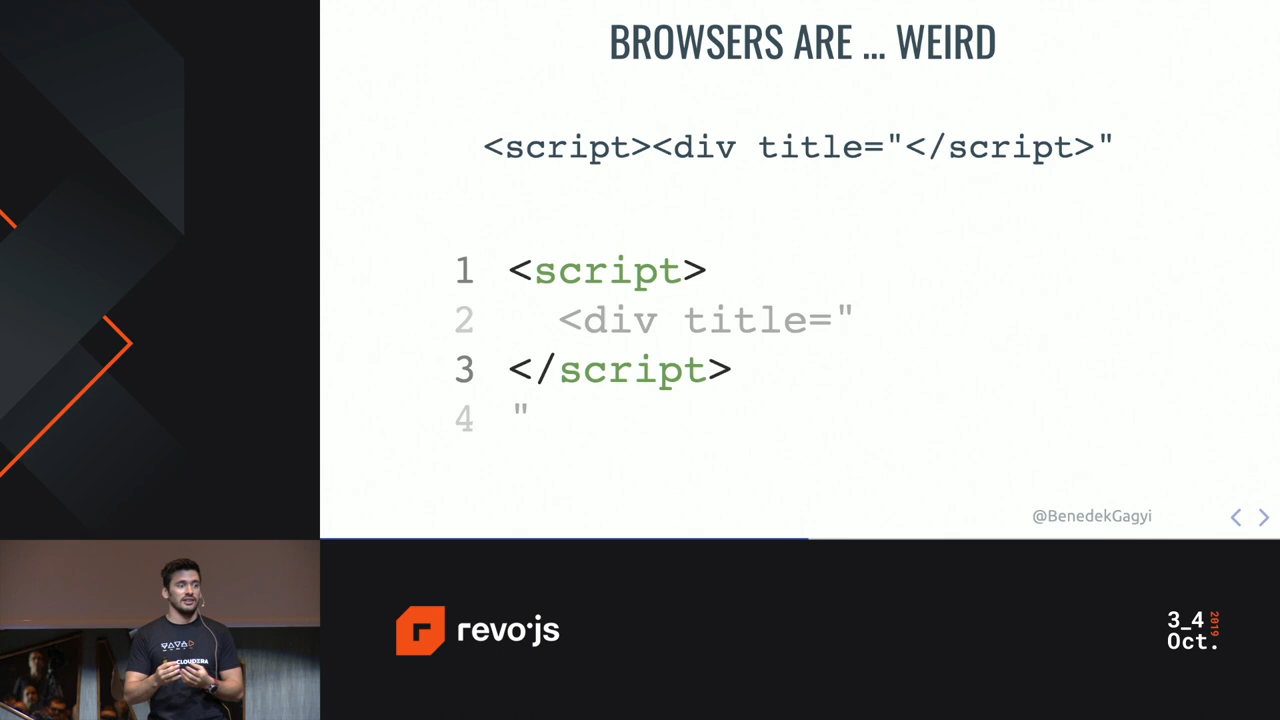 BROWSERS ARE ... WEIRD
<script><div title="</script>"
1 <script>
2 <div title="
3 </script>
4 "
@BenedekGagyi
CLOUDERA
r revo·js
3_4 2019
Oct.